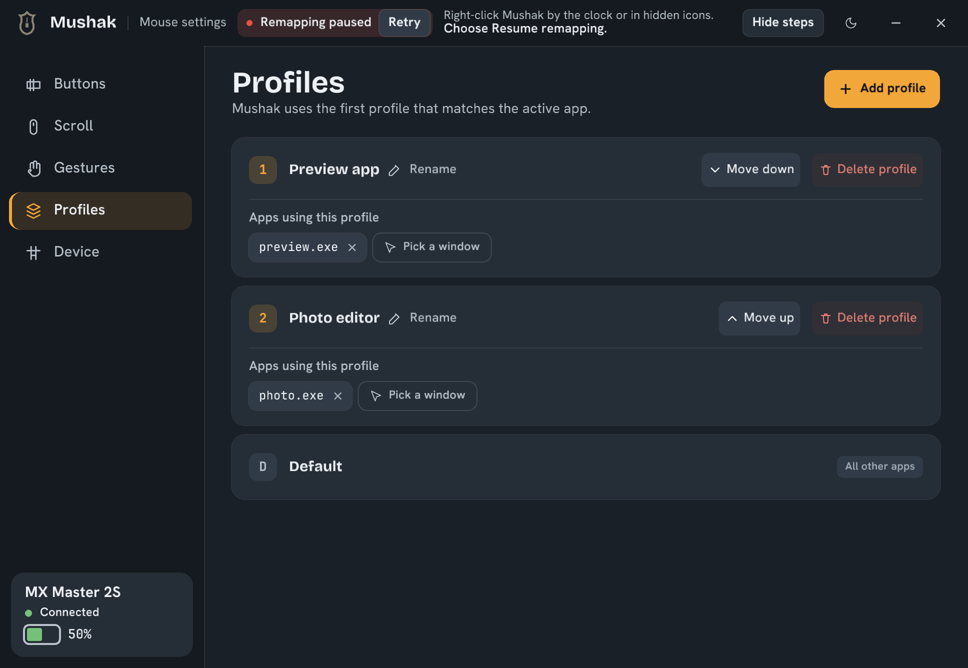 Mushak
Mouse settings
Remapping paused
Retry
Right-click Mushak by the clock or in hidden icons.
Choose Resume remapping.
Hide steps
Buttons
Scroll
Gestures
Profiles
Device
Profiles
Mushak uses the first profile that matches the active app.
Add profile
1 Preview app Rename
Move down
Delete profile
Apps using this profile
preview.exe
Pick a window
2 Photo editor Rename
Move up
Delete profile
Apps using this profile
photo.exe
Pick a window
D Default
All other apps
MX Master 2S
Connected
50%